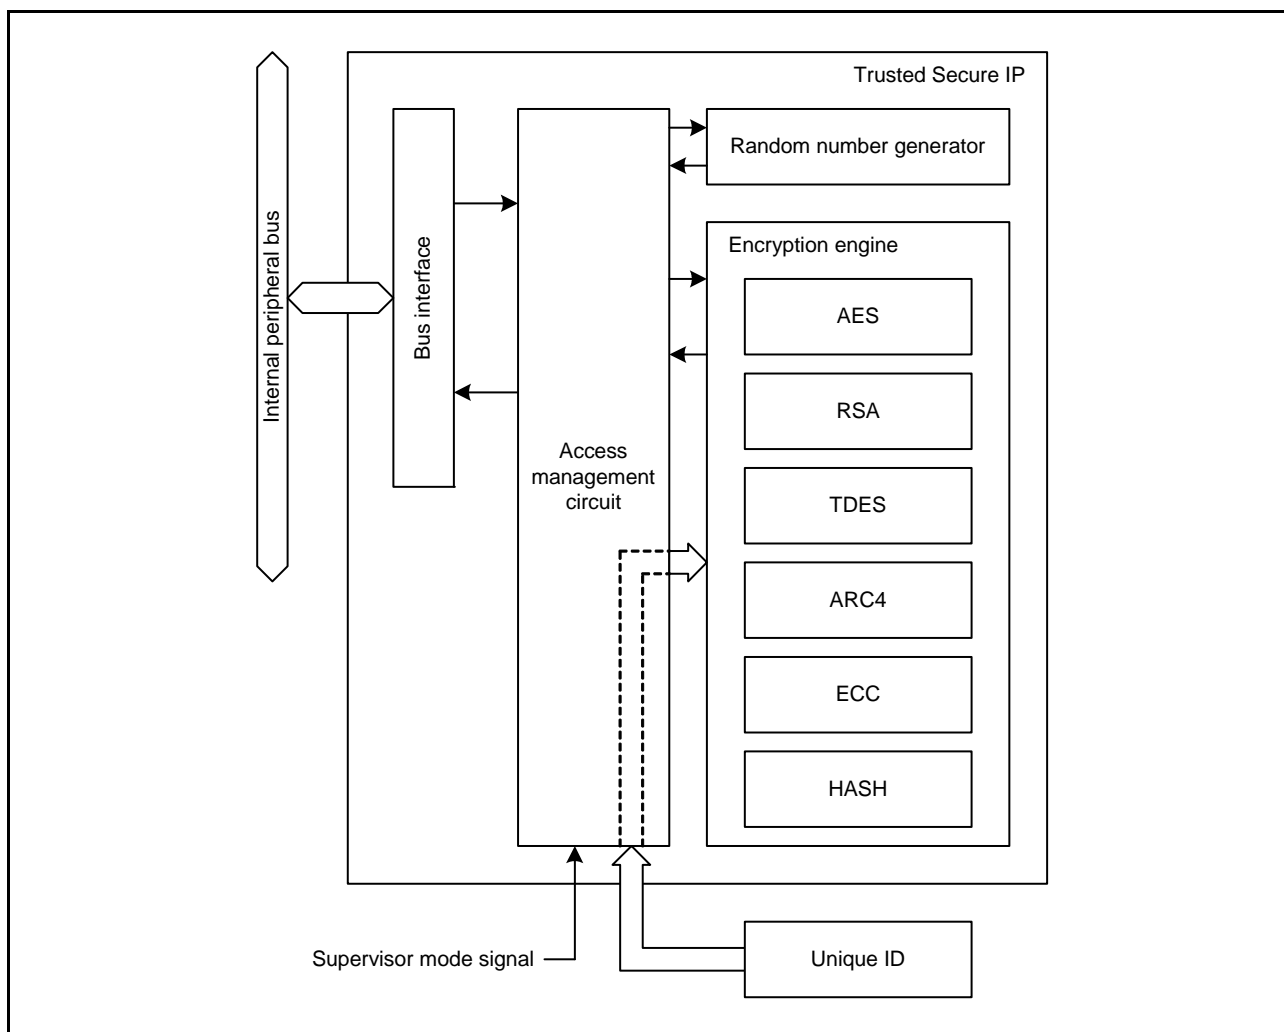 Trusted Secure IP
Internal peripheral bus
Bus interface
Access
management
circuit
Random number generator
Encryption engine
AES
RSA
TDES
ARC4
ECC
HASH
Supervisor mode signal
Unique ID